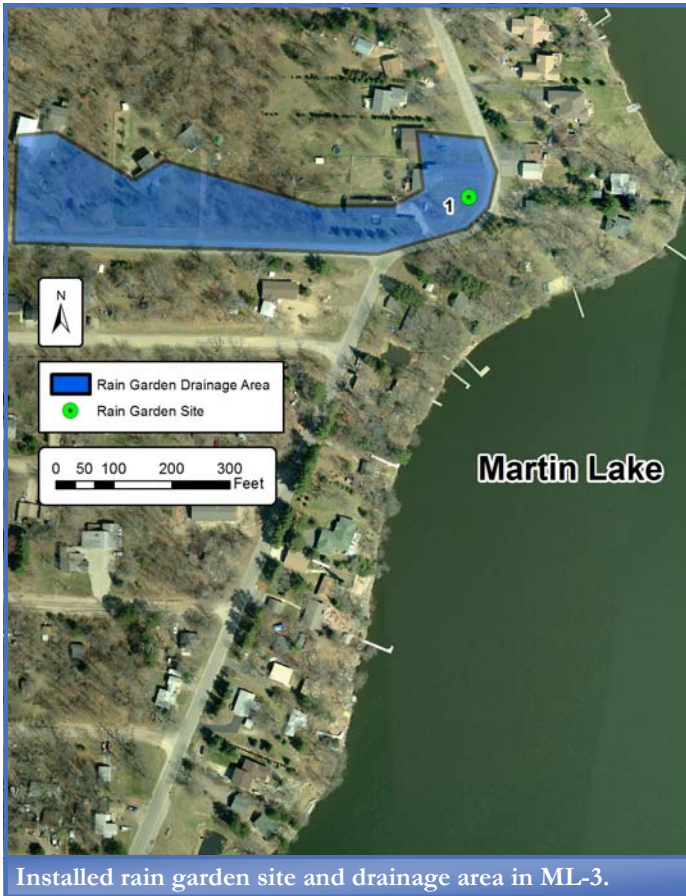 1
N
Rain Garden Drainage Area
Rain Garden Site
0 50 100 200 300
Feet
Martin Lake
Installed rain garden site and drainage area in ML-3.